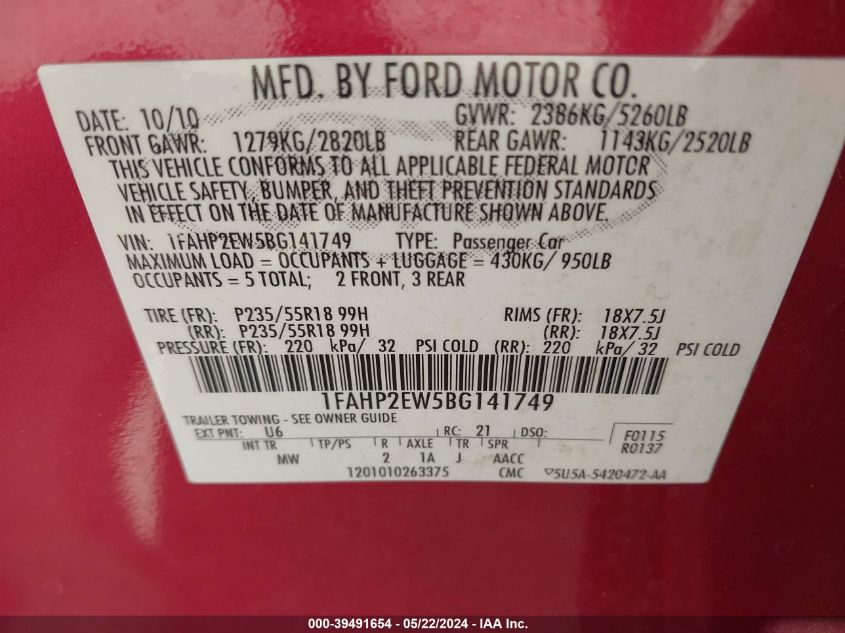 MFD. BY FORD MOTOR CO.
DATE: 10/10 GVWR: 2386KG/5260LB
FRONT GAWR: 1279KG/2820LB REAR GAWR: 1143KG/2520LB
THIS VEHICLE CONFORMS TO ALL APPLICABLE FEDERAL MOTOR
VEHICLE SAFETY, BUMPER, AND THEFT PREVENTION STANDARDS
IN EFFECT ON THE DATE OF MANUFACTURE SHOWN ABOVE.
VIN: 1FAHP2EW5BG141749 TYPE: Passenger Car
MAXIMUM LOAD = OCCUPANTS + LUGGAGE = 430KG/ 950LB
OCCUPANTS = 5 TOTAL; 2 FRONT, 3 REAR
TIRE (FR): P235/55R18 99H RIMS (FR): 18X7.5J
(RR): P235/55R18 99H (RR): 18X7.5J
PRESSURE (FR): 220 kPa/ 32 PSI COLD (RR): 220 kPa/ 32 PSI COLD
1FAHP2EW5BG141749
TRAILER TOWING - SEE OWNER GUIDE
EXT PNT: U6 RC: 21 DSO: F0115
INT TR TP/PS R AXLE TR SPR R0137
MW 2 1A J AACC
1201010263375 CMC 5U5A-5420472-AA
000-39491654 - 05/22/2024 - IAA Inc.